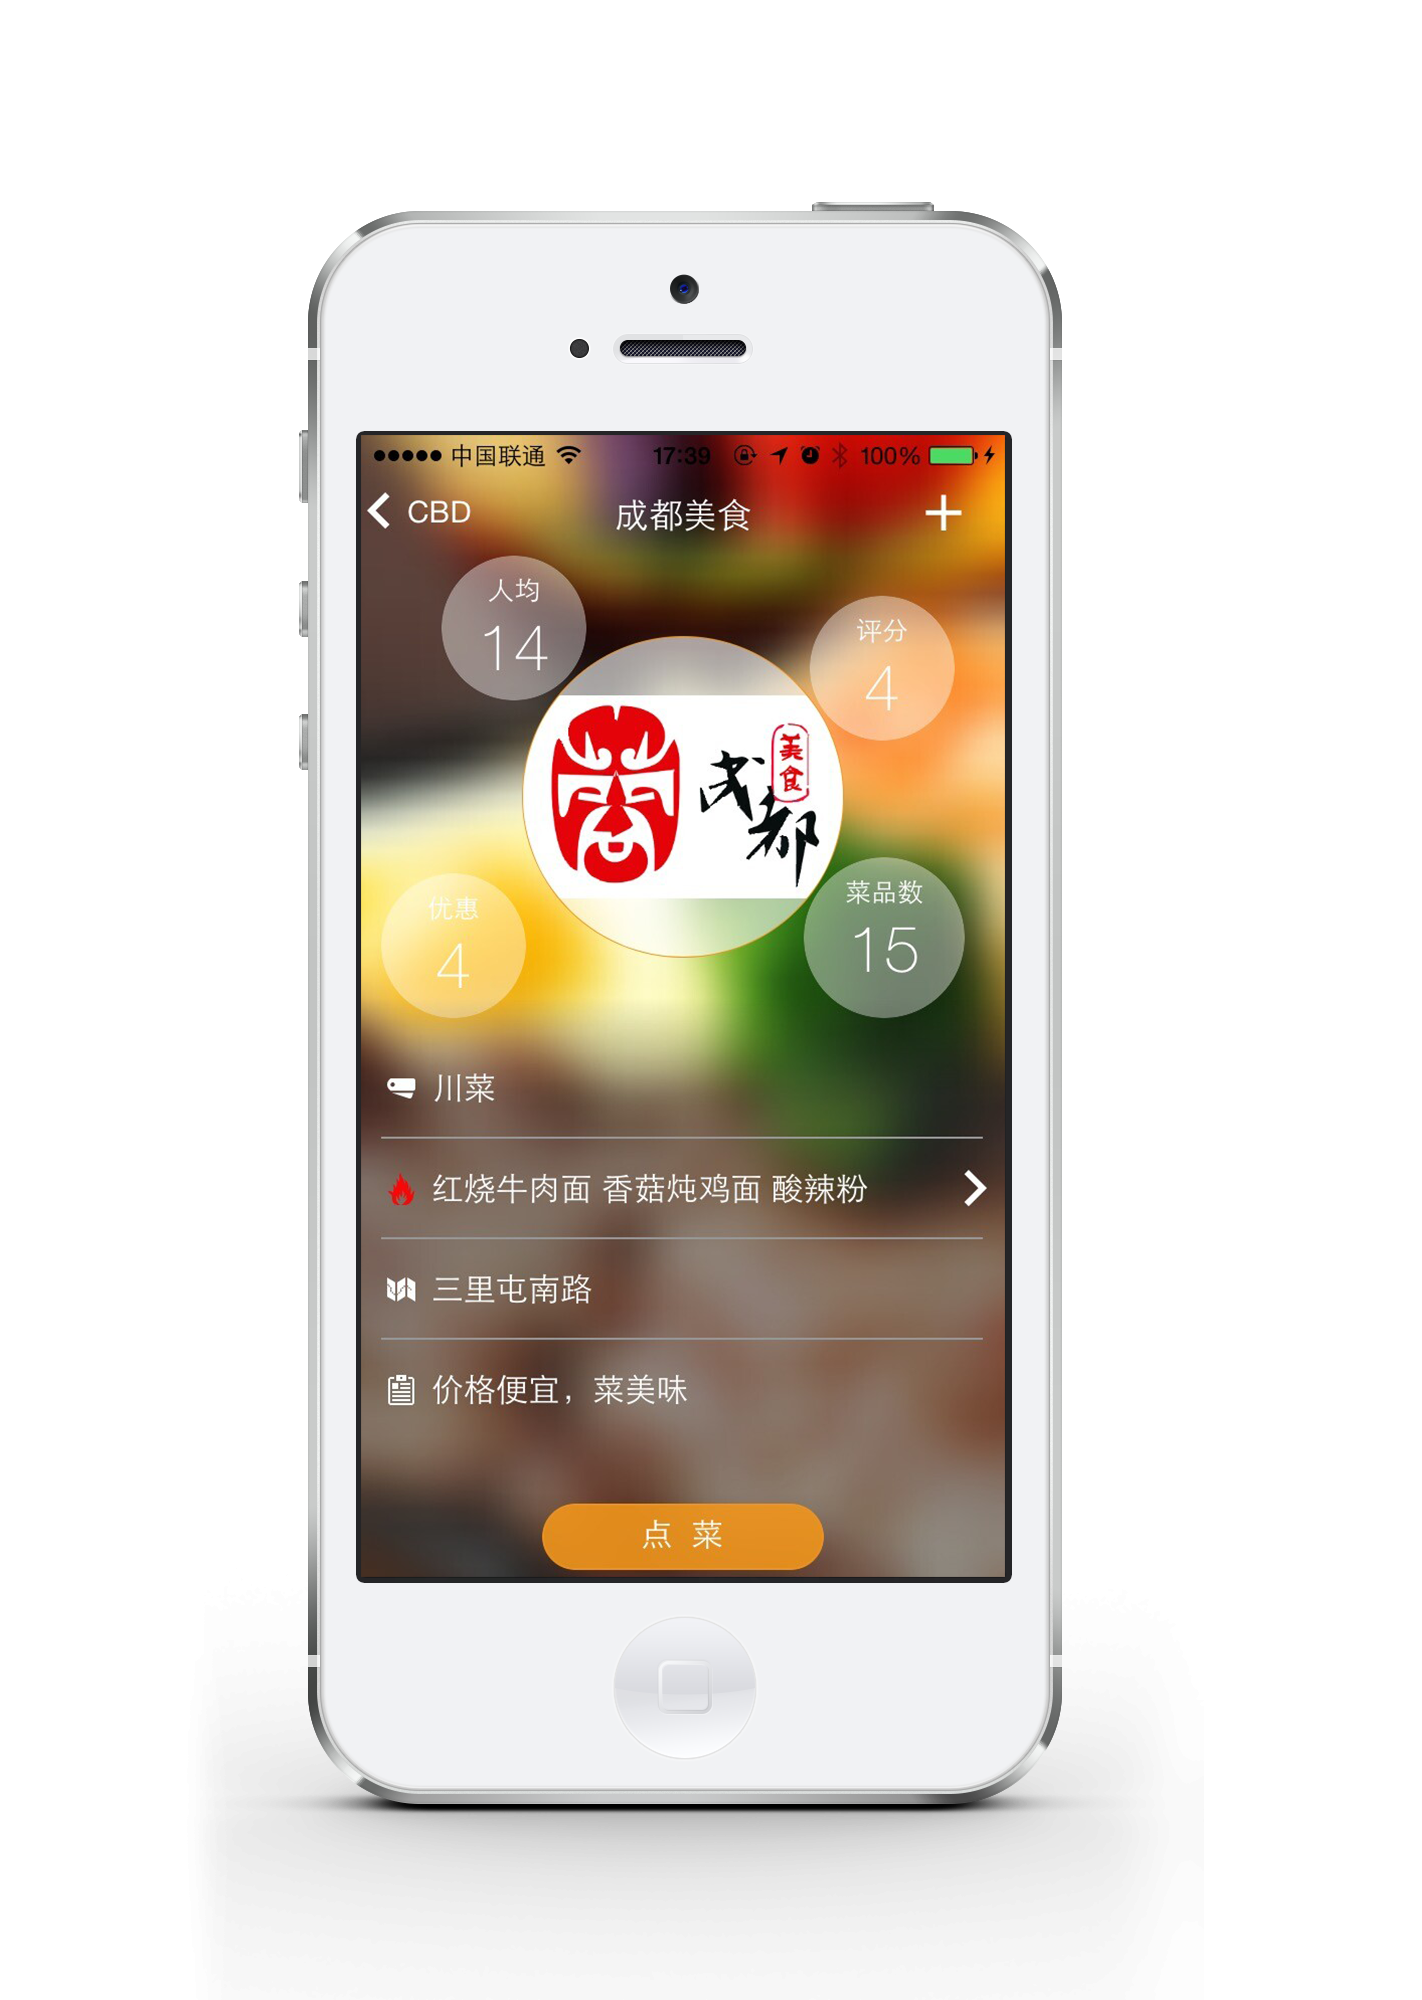 中国联通 17:39 100%
CBD 成都美食
人均
14
评分
4
美食
成都
优惠
4
菜品数
15
川菜
红烧牛肉面 香菇炖鸡面 酸辣粉
三里屯南路
价格便宜，菜美味
点 菜